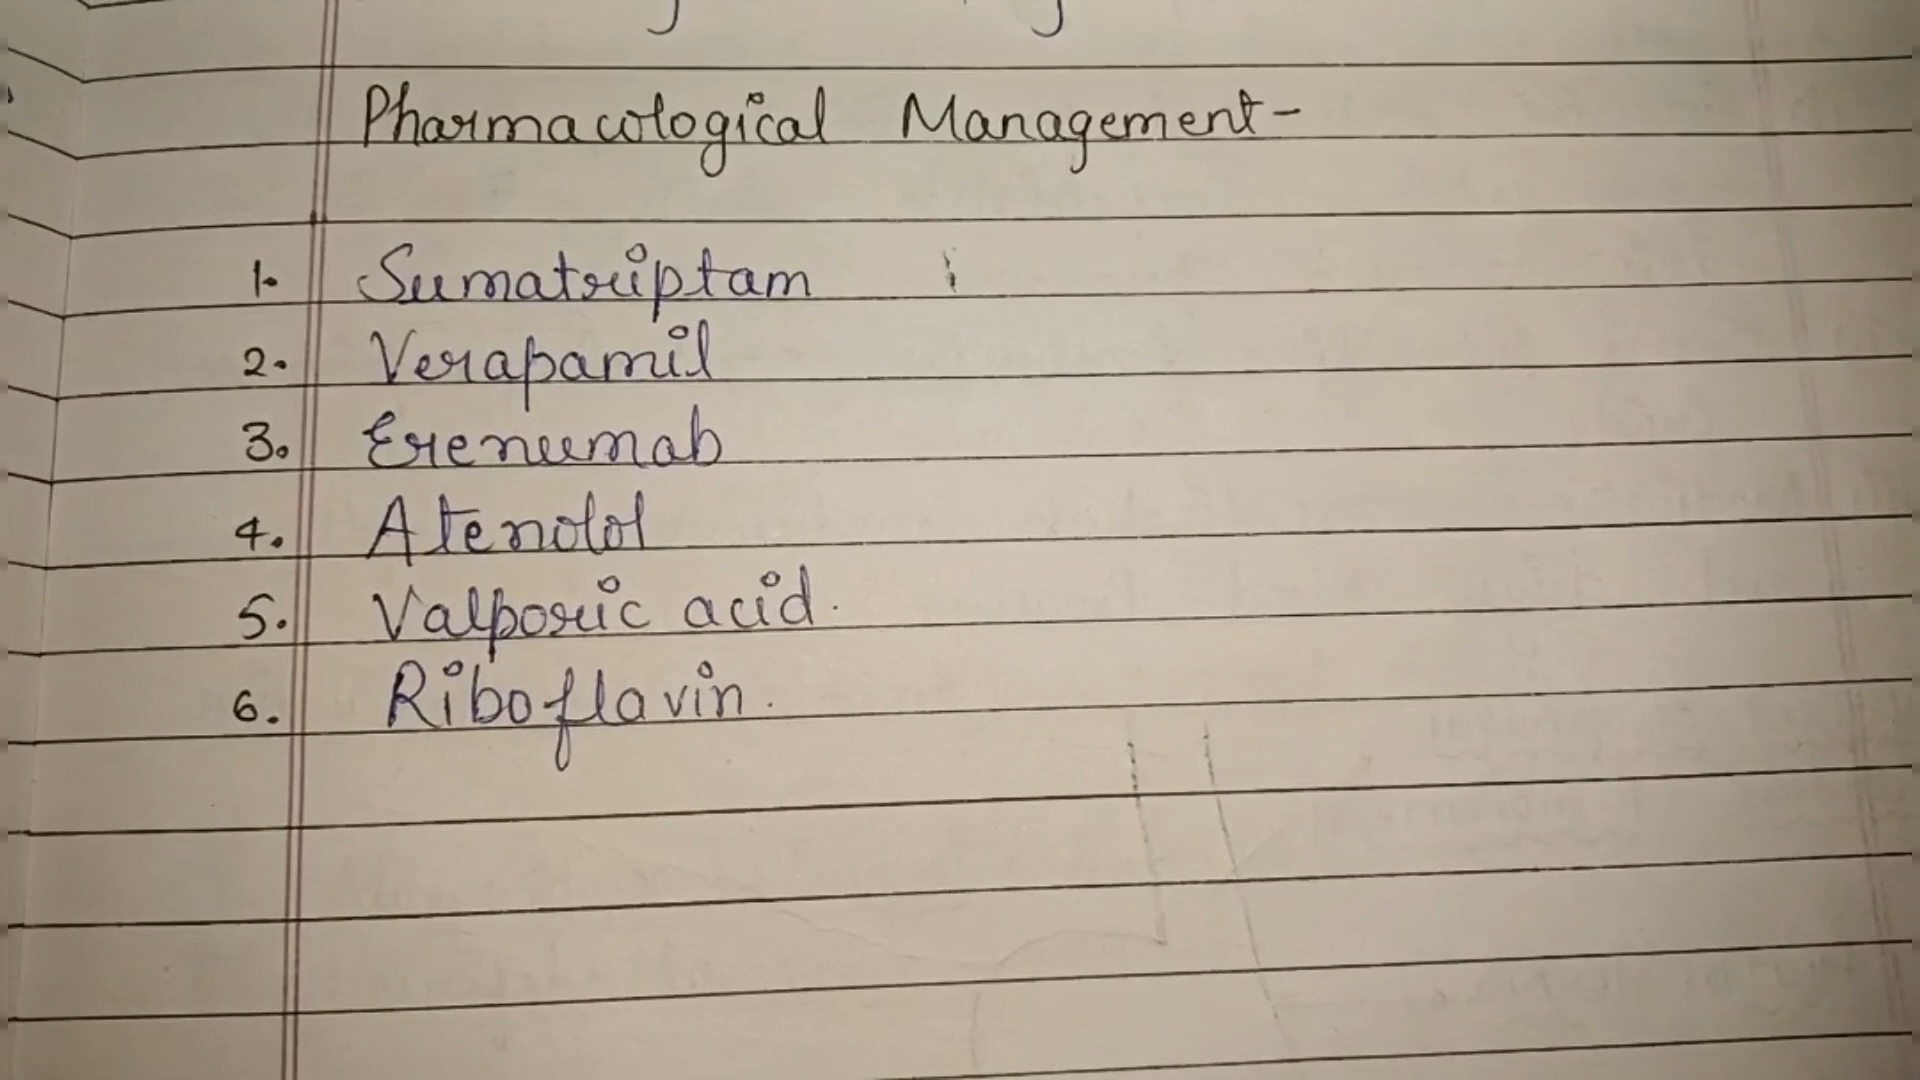 Pharmacological Management-
1. Sumatriptam
2. Verapamil
3. Erenumab
4. Atenolol
5. Valporic acid.
6. Riboflavin.